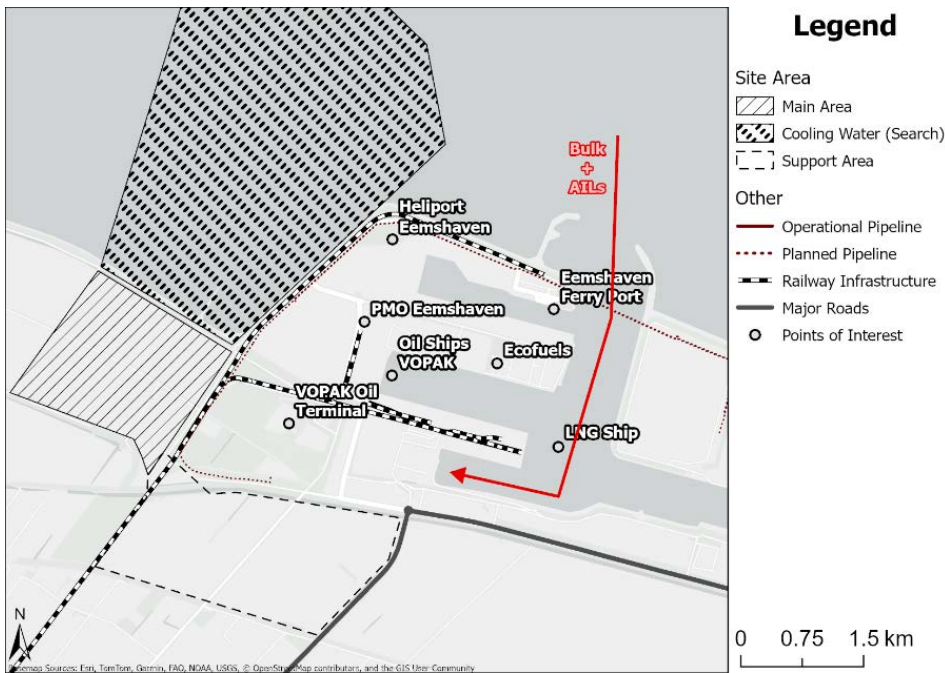 Legend
Site Area
Main Area
Cooling Water (Search)
Support Area
Other
Operational Pipeline
Planned Pipeline
Railway Infrastructure
Major Roads
Points of Interest
Bulk
+
AILs
Heliport
Eemshaven
Eemshaven
Ferry Port
PMO Eemshaven
Oil Ships
VOPAK
Ecofuels
VOPAK Oil
Terminal
LNG Ship
N
0 0.75 1.5 km
Basemap Sources: Esri, TomTom, Garmin, FAO, NOAA, USGS, © OpenStreetMap contributors, and the GIS User Community